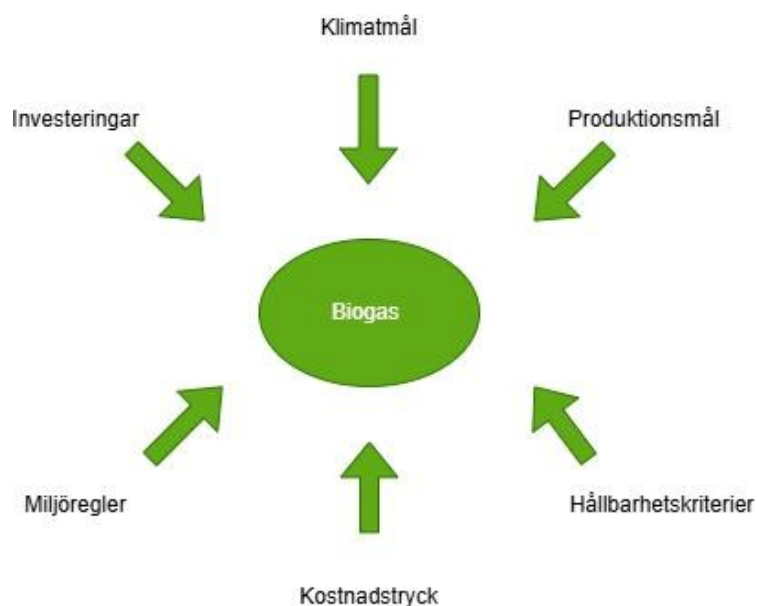 Klimatmål
Investeringar
Produktionsmål
Biogas
Miljöregler
Hållbarhetskriterier
Kostnadstryck